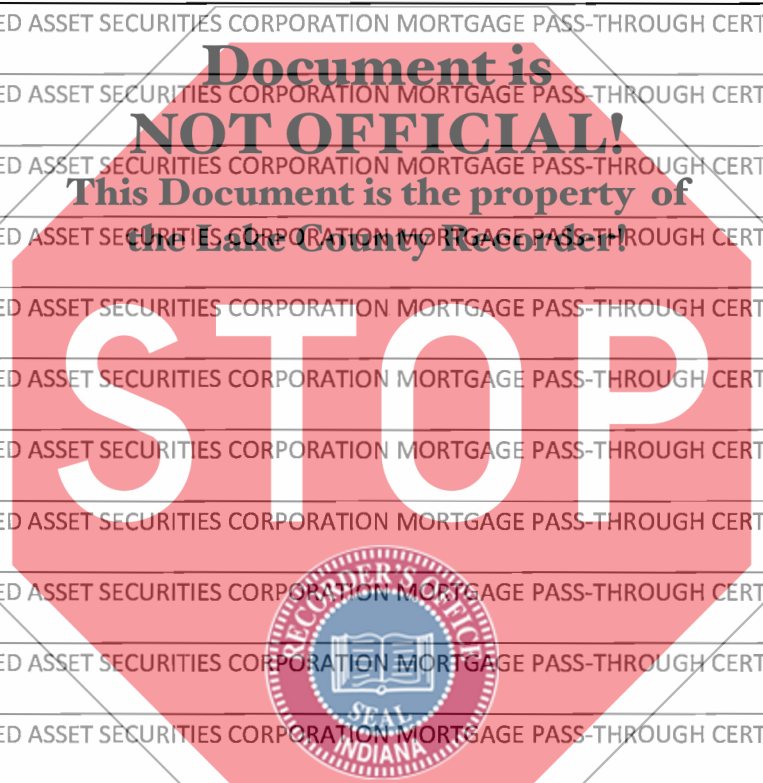 ED ASSET SECURITIES CORPORATION MORTGAGE PASS-THROUGH CERT
Document is
ED ASSET SECURITIES CORPORATION MORTGAGE PASS-THROUGH CERT
NOT OFFICIAL!
ED ASSET SECURITIES CORPORATION MORTGAGE PASS-THROUGH CERT
This Document is the property of
ED ASSET SECURITIES CORPORATION MORTGAGE PASS-THROUGH CERT
the Lake County Recorder!
ED ASSET SECURITIES CORPORATION MORTGAGE PASS-THROUGH CERT
STOP
ED ASSET SECURITIES CORPORATION MORTGAGE PASS-THROUGH CERT
ED ASSET SECURITIES CORPORATION MORTGAGE PASS-THROUGH CERT
ED ASSET SECURITIES CORPORATION MORTGAGE PASS-THROUGH CERT
ED ASSET SECURITIES CORPORATION MORTGAGE PASS-THROUGH CERT
RECORDER'S OFFICE
ED ASSET SECURITIES CORPORATION MORTGAGE PASS-THROUGH CERT
SEAL
ED ASSET SECURITIES CORPORATION MORTGAGE PASS-THROUGH CERT
INDIANA